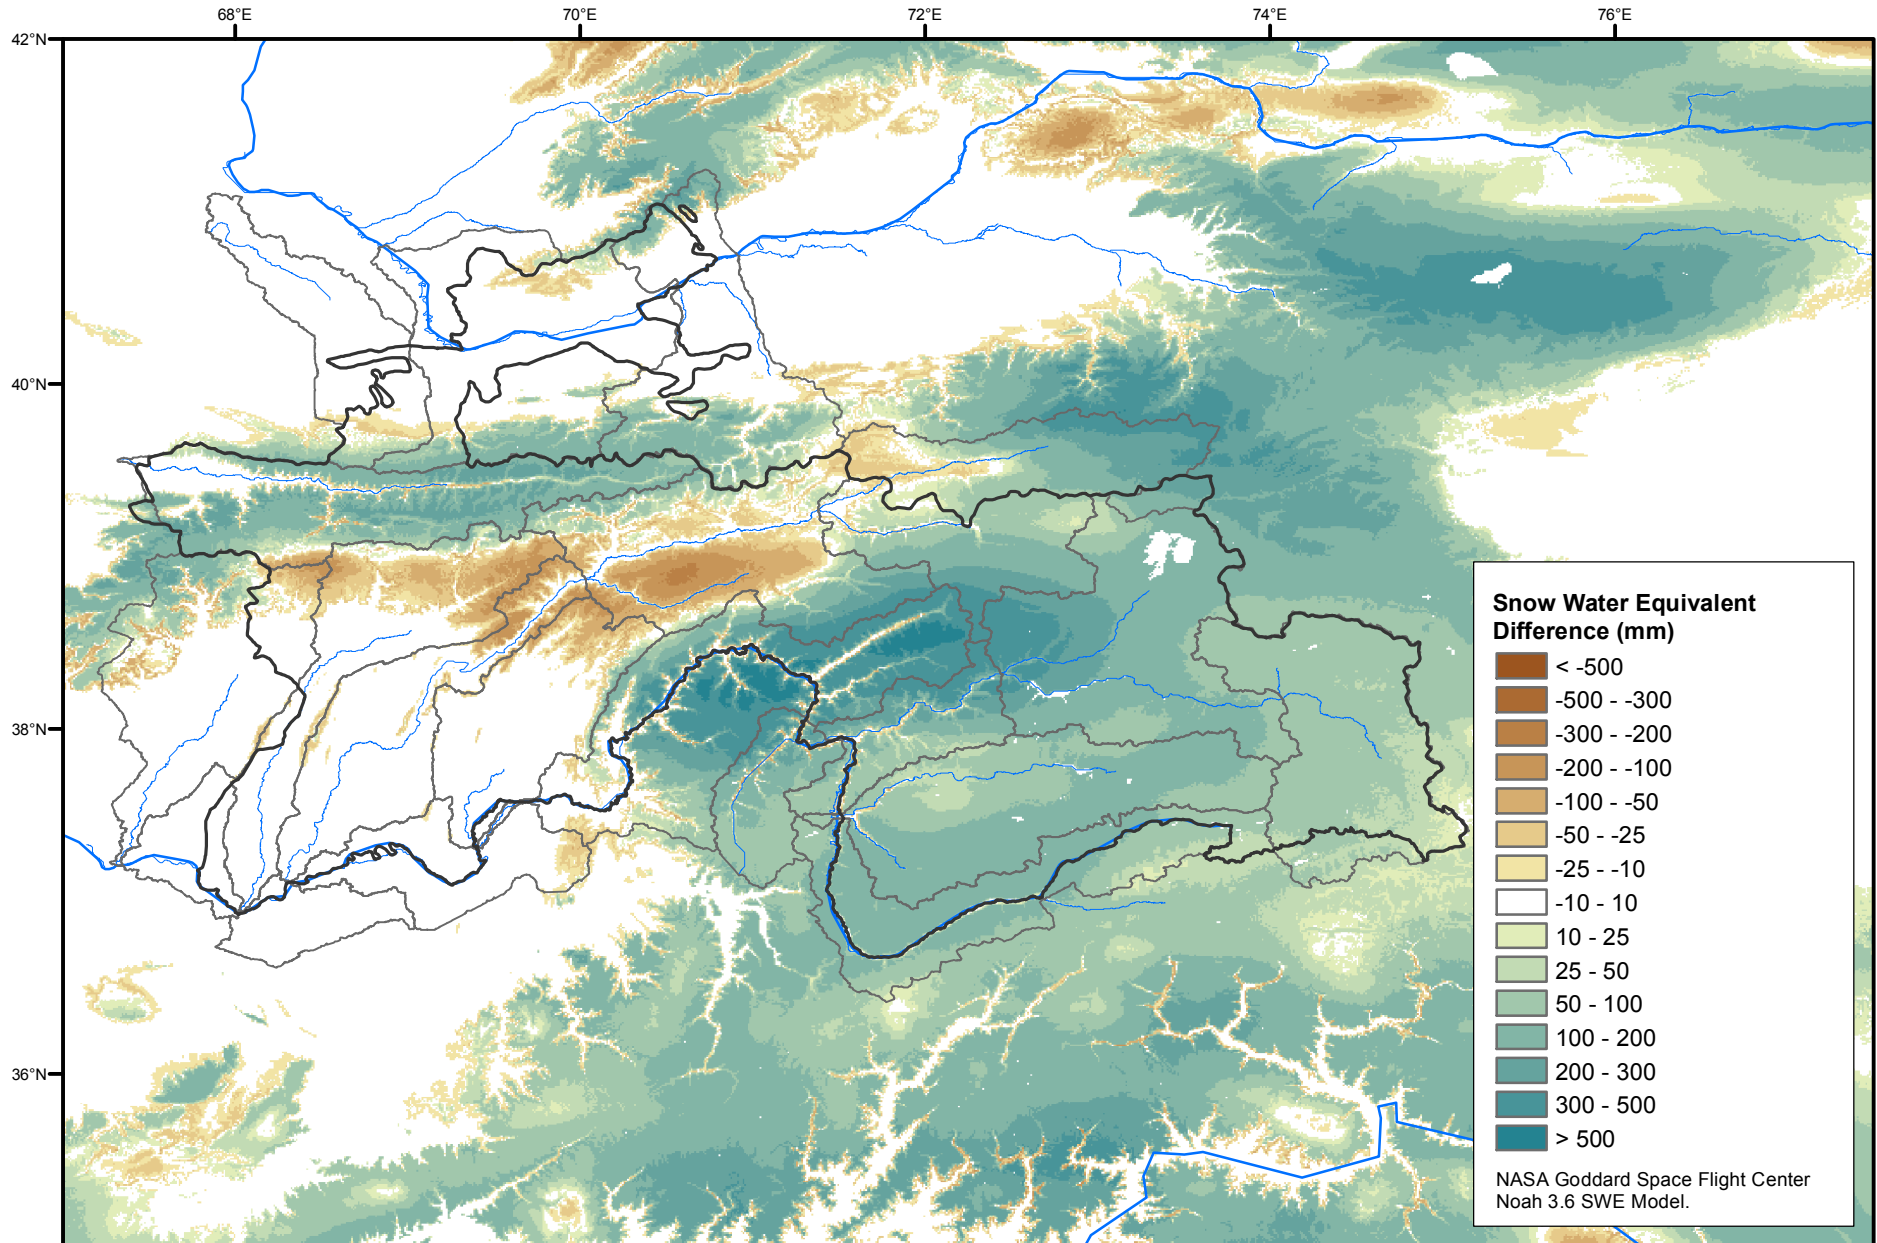 68°E
70°E
72°E
74°E
76°E
42°N
40°N
38°N
36°N
Snow Water Equivalent
Difference (mm)
< -500
-500 - -300
-300 - -200
-200 - -100
-100 - -50
-50 - -25
-25 - -10
-10 - 10
10 - 25
25 - 50
50 - 100
100 - 200
200 - 300
300 - 500
> 500
NASA Goddard Space Flight Center
Noah 3.6 SWE Model.